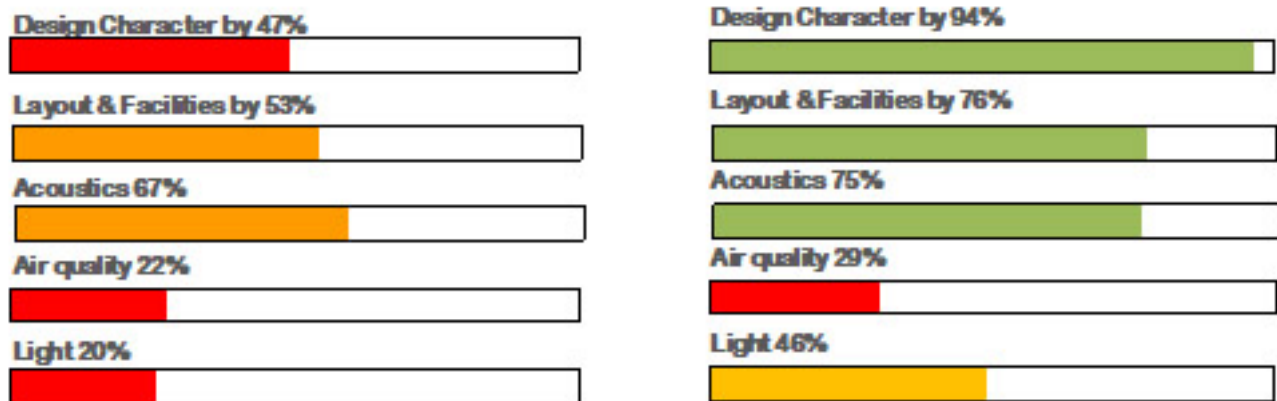 Design Character by 47%
Layout & Facilities by 53%
Acoustics 67%
Air quality 22%
Light 20%
Design Character by 94%
Layout & Facilities by 76%
Acoustics 75%
Air quality 29%
Light 46%